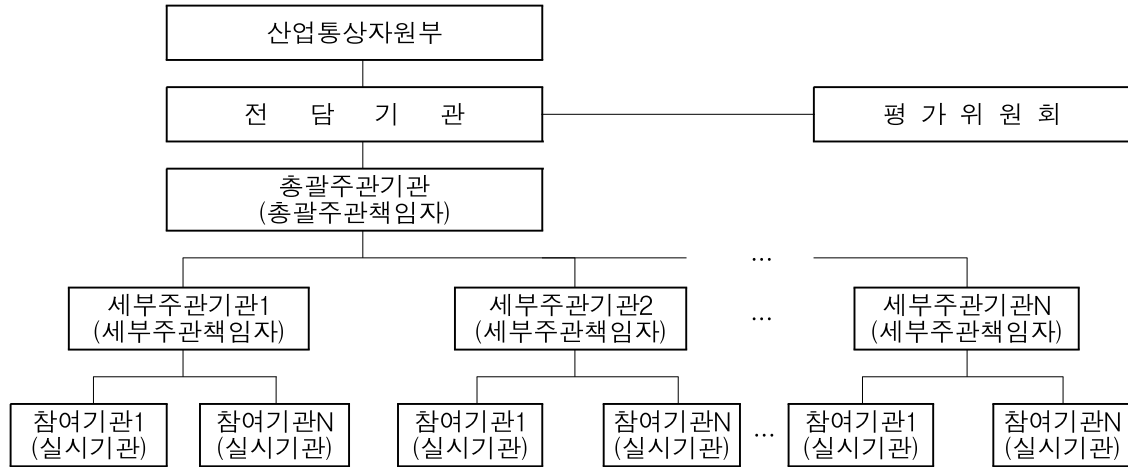 산업통상자원부
전 담 기 관
평 가 위 원 회
총괄주관기관
(총괄주관책임자)
...
세부주관기관1
(세부주관책임자)
세부주관기관2
(세부주관책임자)
...
세부주관기관N
(세부주관책임자)
참여기관1
(실시기관)
참여기관N
(실시기관)
참여기관1
(실시기관)
참여기관N
(실시기관)
...
참여기관1
(실시기관)
참여기관N
(실시기관)